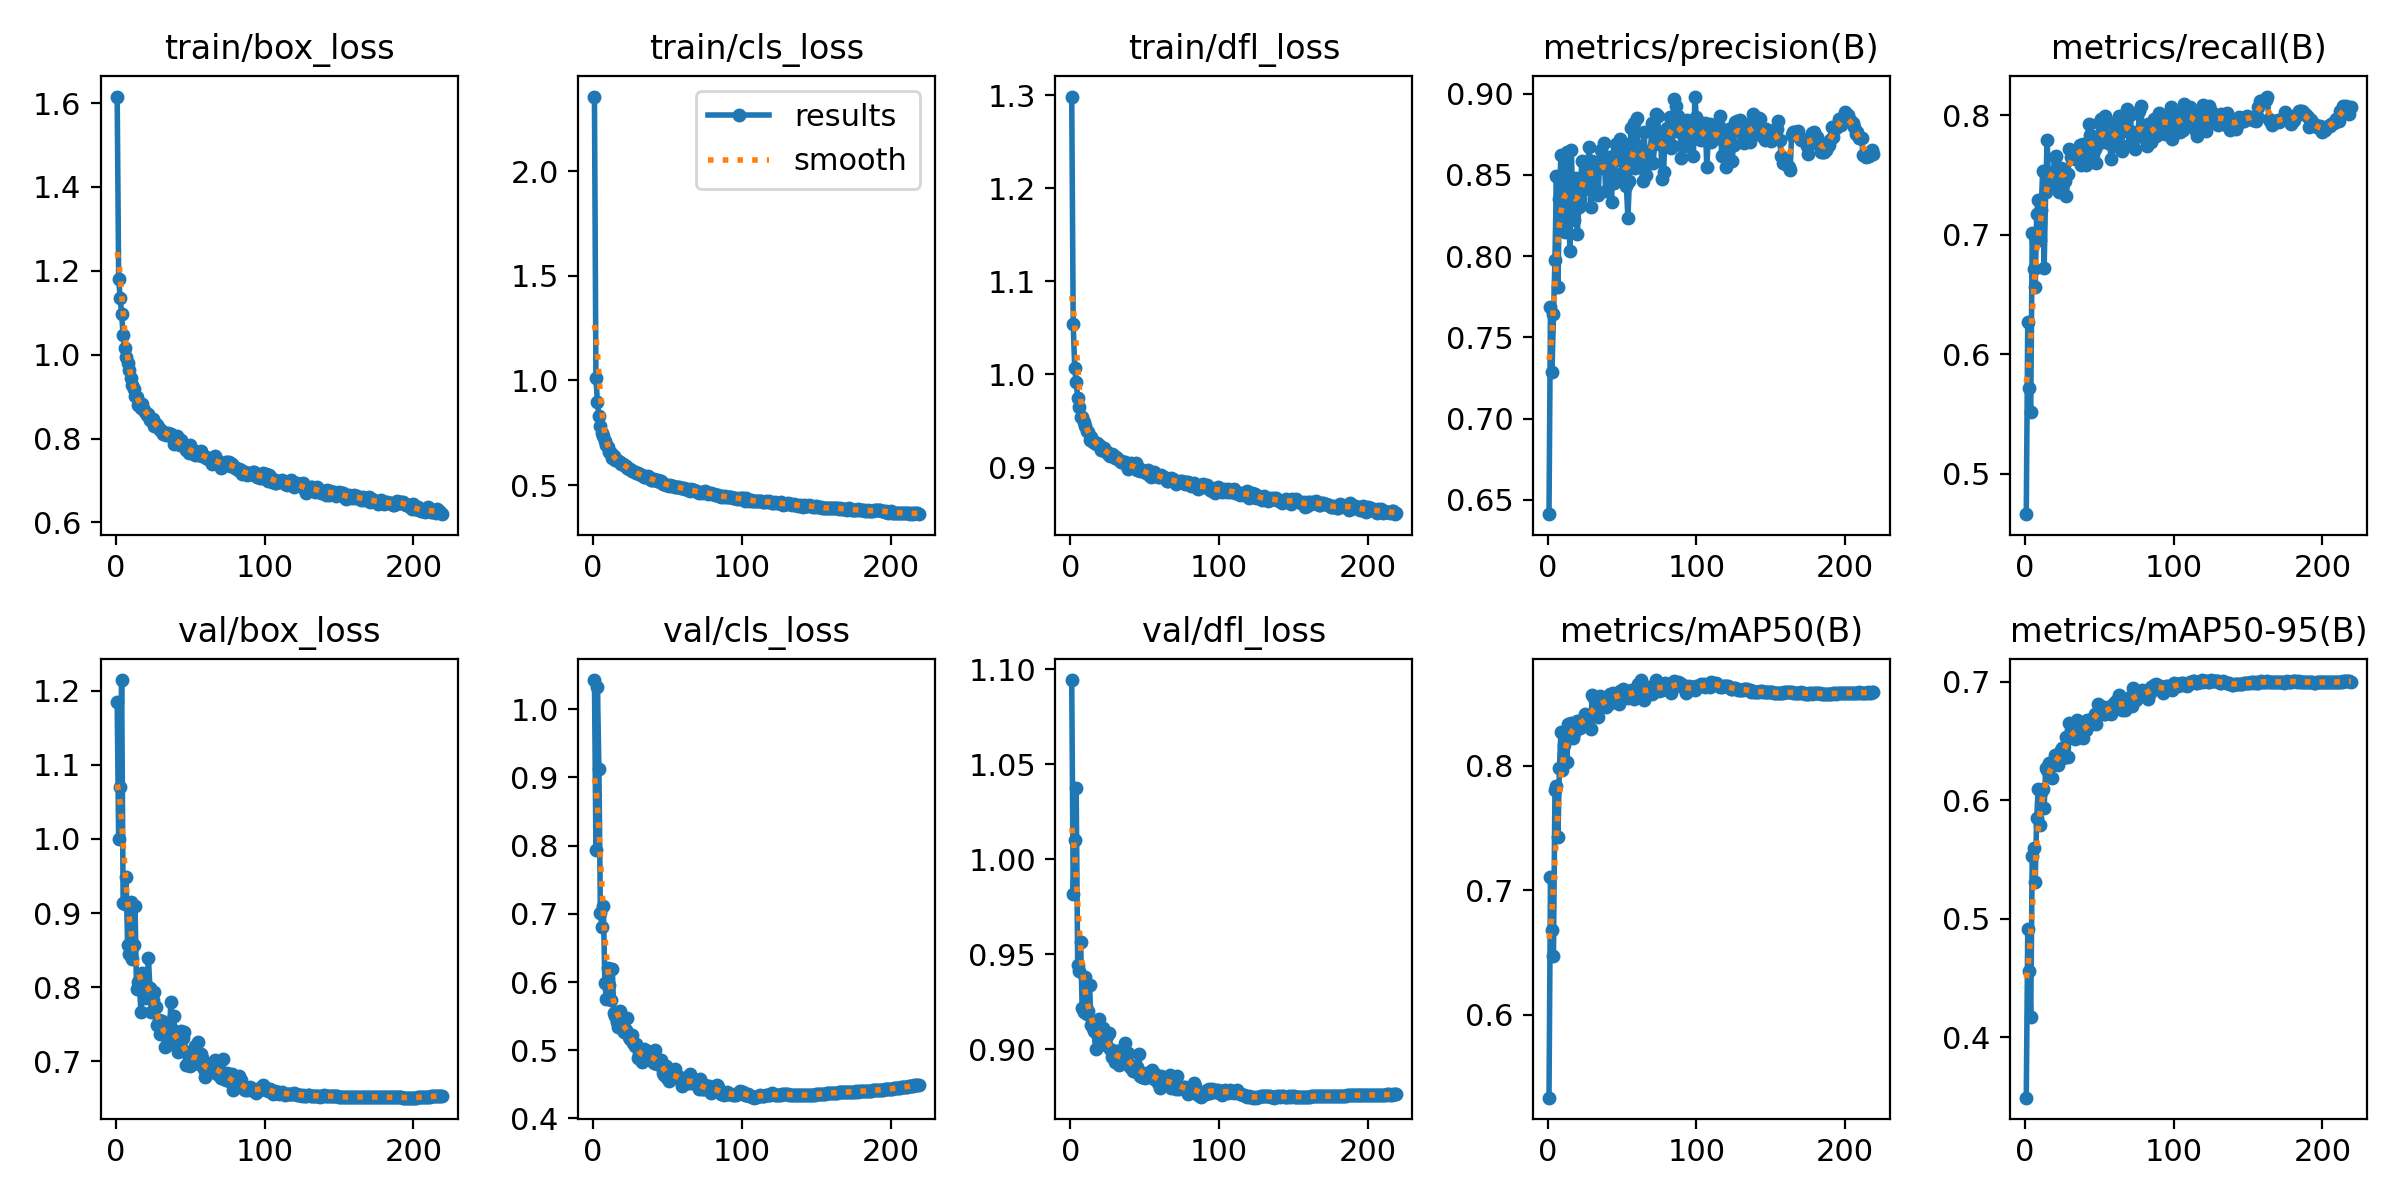 train/box_loss
1.6
1.4
1.2
1.0
0.8
0.6
0 100 200
train/cls_loss
results
smooth
2.0
1.5
1.0
0.5
0 100 200
train/dfl_loss
1.3
1.2
1.1
1.0
0.9
0 100 200
metrics/precision(B)
0.90
0.85
0.80
0.75
0.70
0.65
0 100 200
metrics/recall(B)
0.8
0.7
0.6
0.5
0 100 200
val/box_loss
1.2
1.1
1.0
0.9
0.8
0.7
0 100 200
val/cls_loss
1.0
0.9
0.8
0.7
0.6
0.5
0.4
0 100 200
val/dfl_loss
1.10
1.05
1.00
0.95
0.90
0 100 200
metrics/mAP50(B)
0.8
0.7
0.6
0 100 200
metrics/mAP50-95(B)
0.7
0.6
0.5
0.4
0 100 200